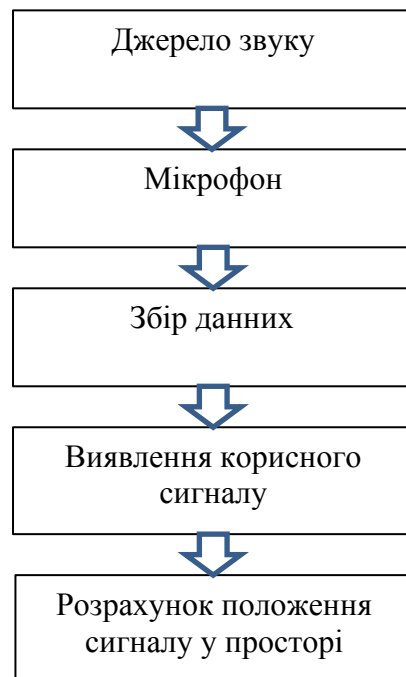 Джерело звуку
Мікрофон
Збір данних
Виявлення корисного
сигналу
Розрахунок положення
сигналу у просторі